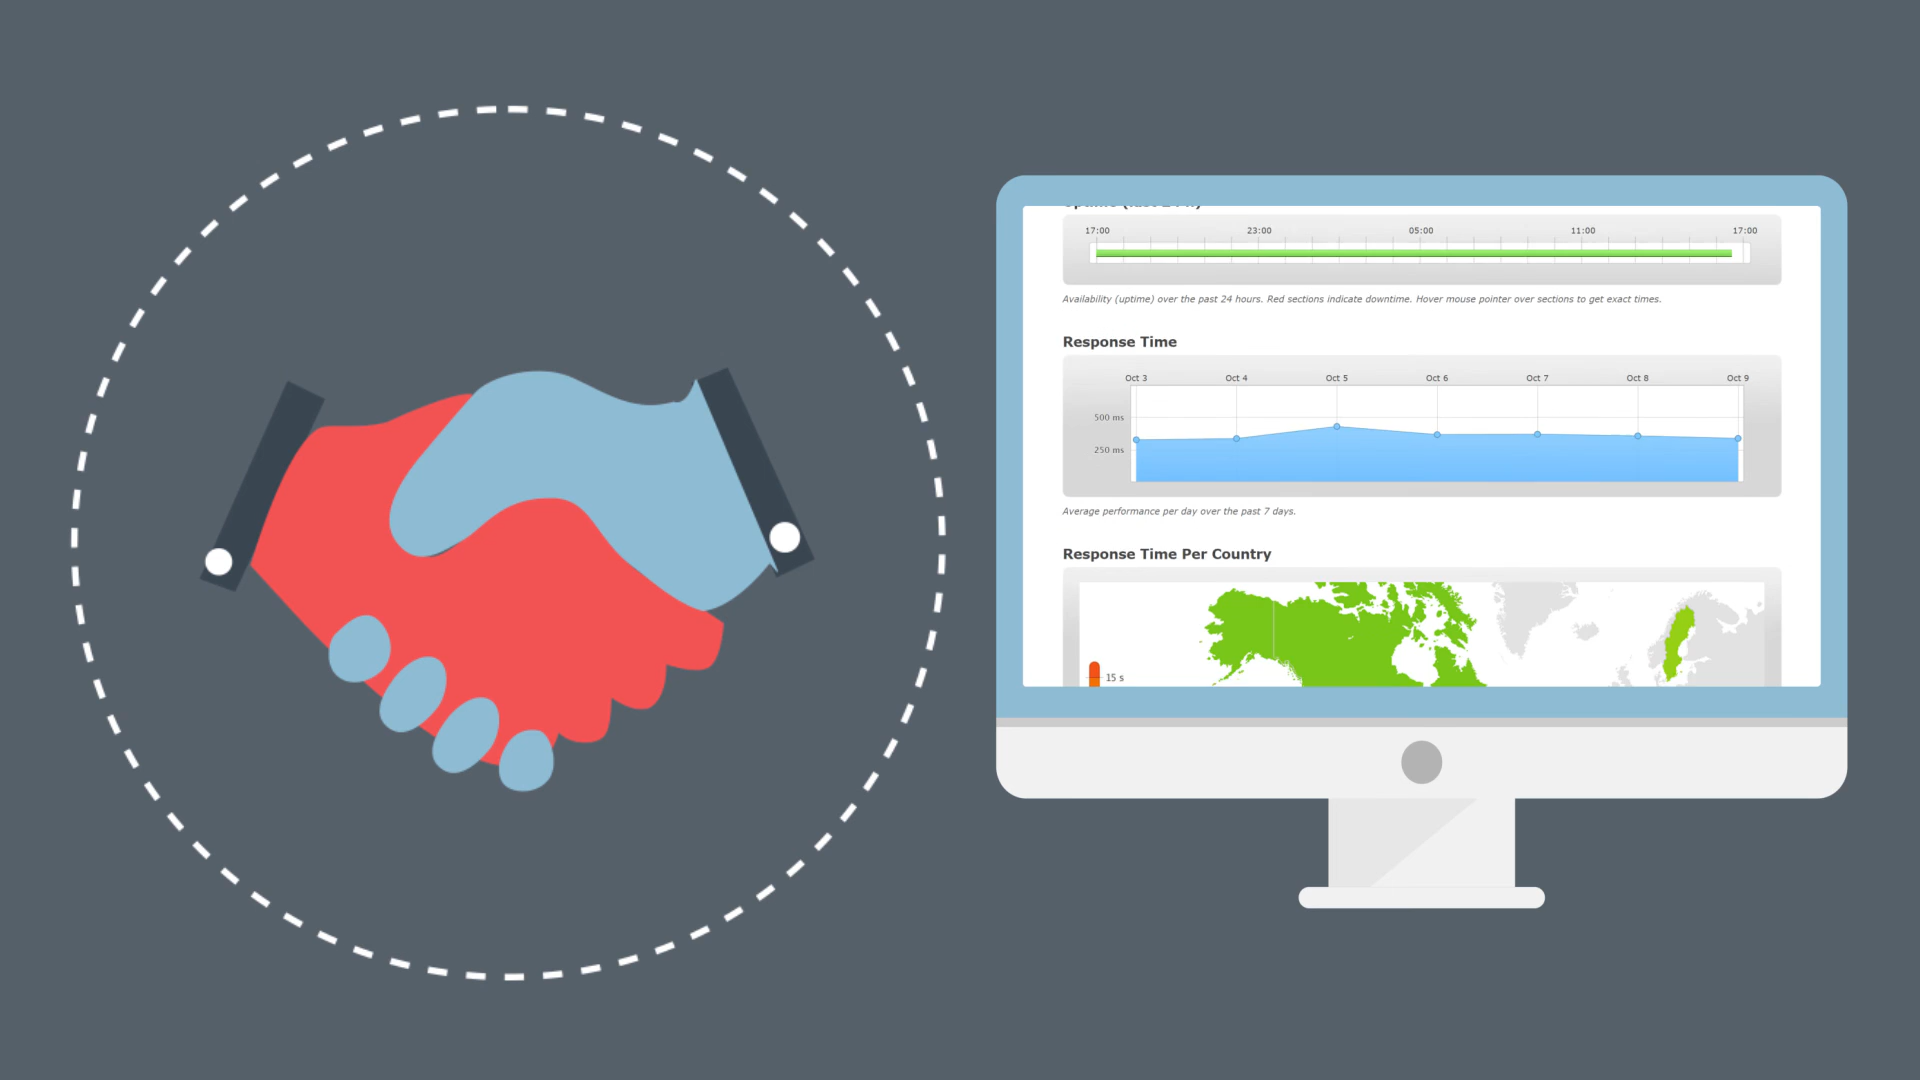 17:00 23:00 05:00 11:00 17:00
Availability (uptime) over the past 24 hours. Red sections indicate downtime. Hover mouse pointer over sections to get exact times.
Response Time
Oct 3 Oct 4 Oct 5 Oct 6 Oct 7 Oct 8 Oct 9
500 ms
250 ms
Average performance per day over the past 7 days.
Response Time Per Country
15 s